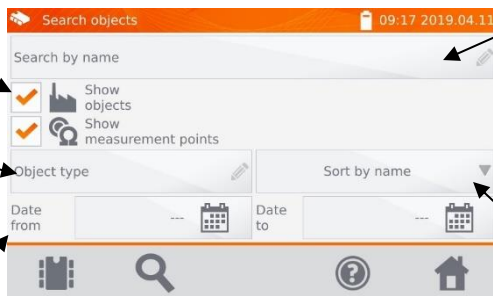 Search objects 09:17 2019.04.11
Search by name
Show
objects
Show
measurement points
Object type Sort by name
Date
from --- Date
to ---